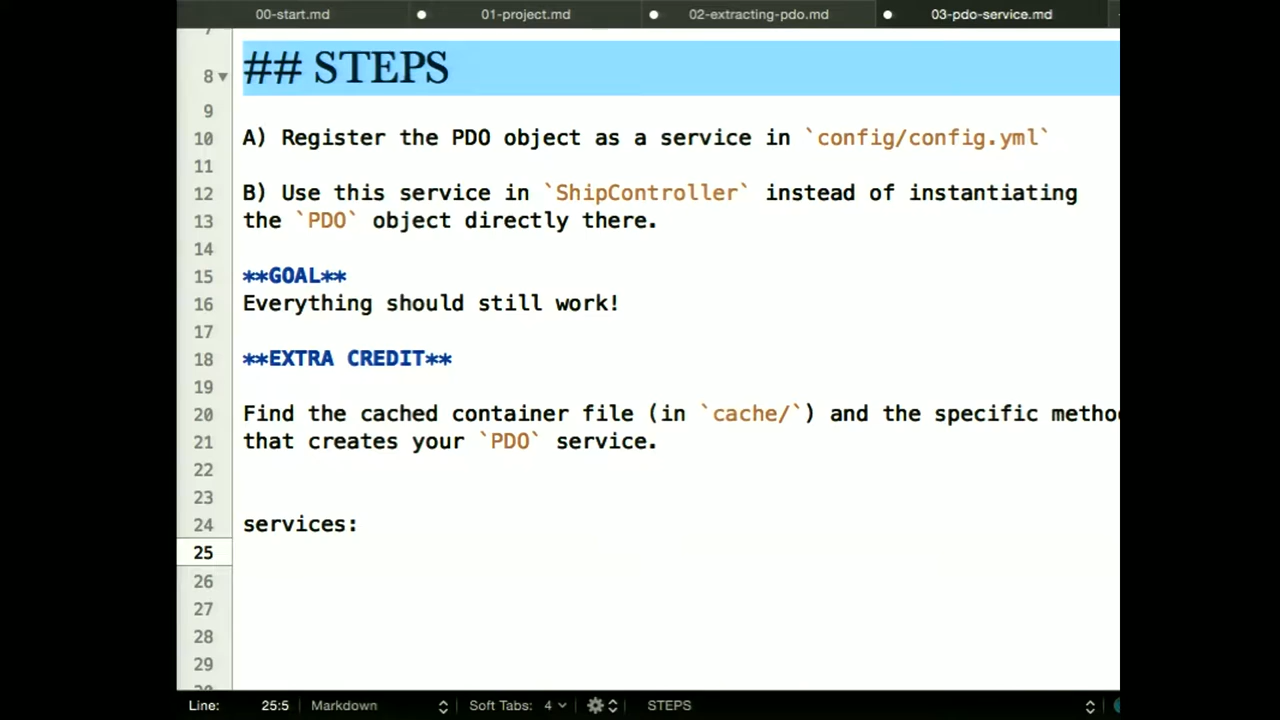 00-start.md
01-project.md
02-extracting-pdo.md
03-pdo-service.md
8 ## STEPS
9
10 A) Register the PDO object as a service in `config/config.yml`
11
12 B) Use this service in `ShipController` instead of instantiating
13 the `PDO` object directly there.
14
15 **GOAL**
16 Everything should still work!
17
18 **EXTRA CREDIT**
19
20 Find the cached container file (in `cache/`) and the specific
21 that creates your `PDO` service.
22
23
24 services:
25
26
27
28
29
Line: 25:5 Markdown Soft Tabs: 4 STEPS